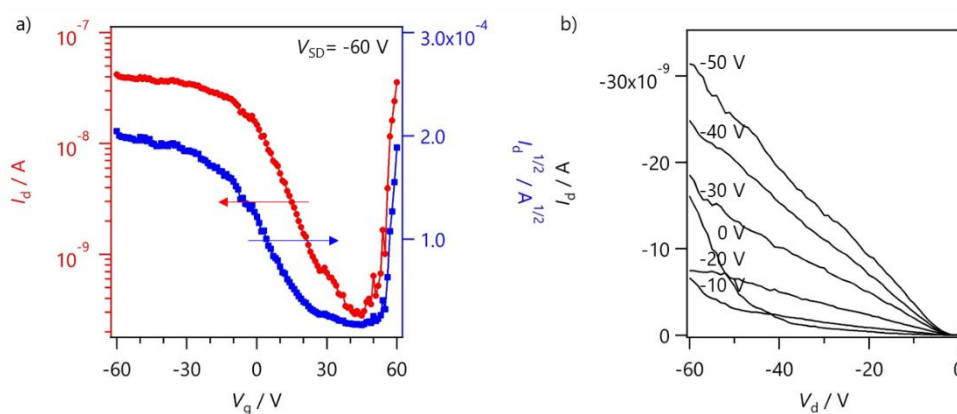 a)
10⁻⁷
10⁻⁸
10⁻⁹
I_d / A
V_SD = -60 V
3.0x10⁻⁴
2.0
1.0
I_d^1/2 / A^1/2
-60
-30
0
30
60
V_g / V
b)
-30x10⁻⁹
-20
-10
0
I_d / A
-50 V
-40 V
-30 V
0 V
-20 V
-10 V
-60
-40
-20
0
V_d / V